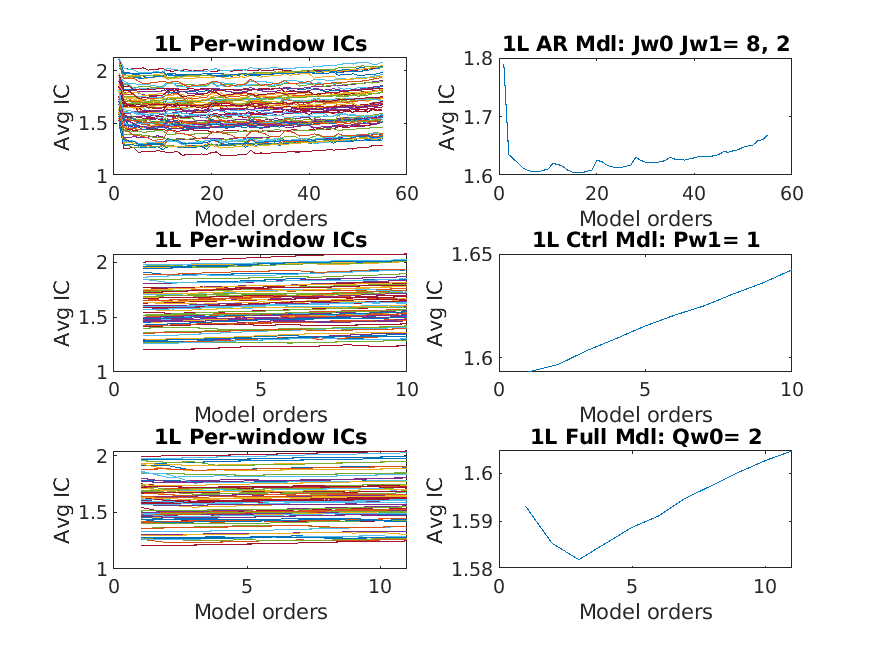 1L Per-window ICs
Avg IC
2
1.5
1
0
20
40
60
Model orders
1L AR Mdl: Jw0 Jw1= 8, 2
Avg IC
1.8
1.7
1.6
0
20
40
60
Model orders
1L Per-window ICs
Avg IC
2
1.5
1
0
5
10
Model orders
1L Ctrl Mdl: Pw1= 1
Avg IC
1.65
1.6
0
5
10
Model orders
1L Per-window ICs
Avg IC
2
1.5
1
0
5
10
Model orders
1L Full Mdl: Qw0= 2
Avg IC
1.6
1.59
1.58
0
5
10
Model orders